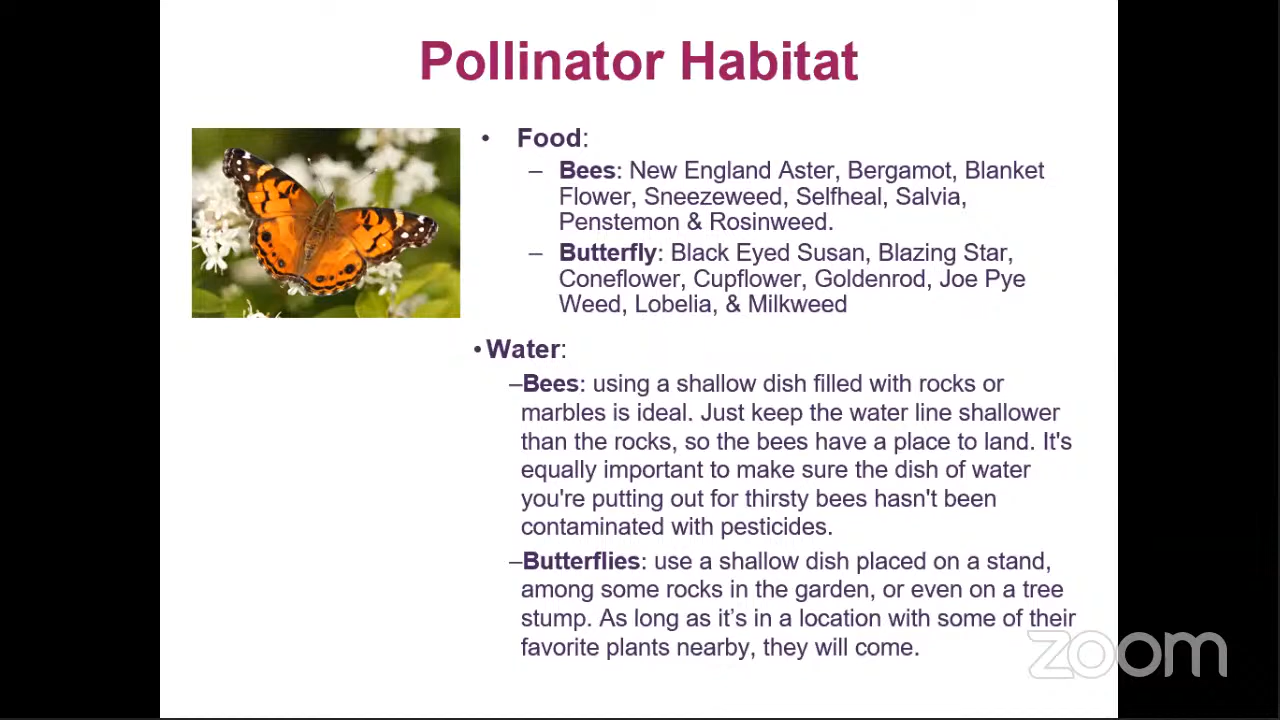 Pollinator Habitat
• Food:
– Bees: New England Aster, Bergamot, Blanket
Flower, Sneezeweed, Selfheal, Salvia,
Penstemon & Rosinweed.
– Butterfly: Black Eyed Susan, Blazing Star,
Coneflower, Cupflower, Goldenrod, Joe Pye
Weed, Lobelia, & Milkweed
•Water:
–Bees: using a shallow dish filled with rocks or
marbles is ideal. Just keep the water line shallower
than the rocks, so the bees have a place to land. It's
equally important to make sure the dish of water
you're putting out for thirsty bees hasn't been
contaminated with pesticides.
–Butterflies: use a shallow dish placed on a stand,
among some rocks in the garden, or even on a tree
stump. As long as it’s in a location with some of their
favorite plants nearby, they will come.
zoom